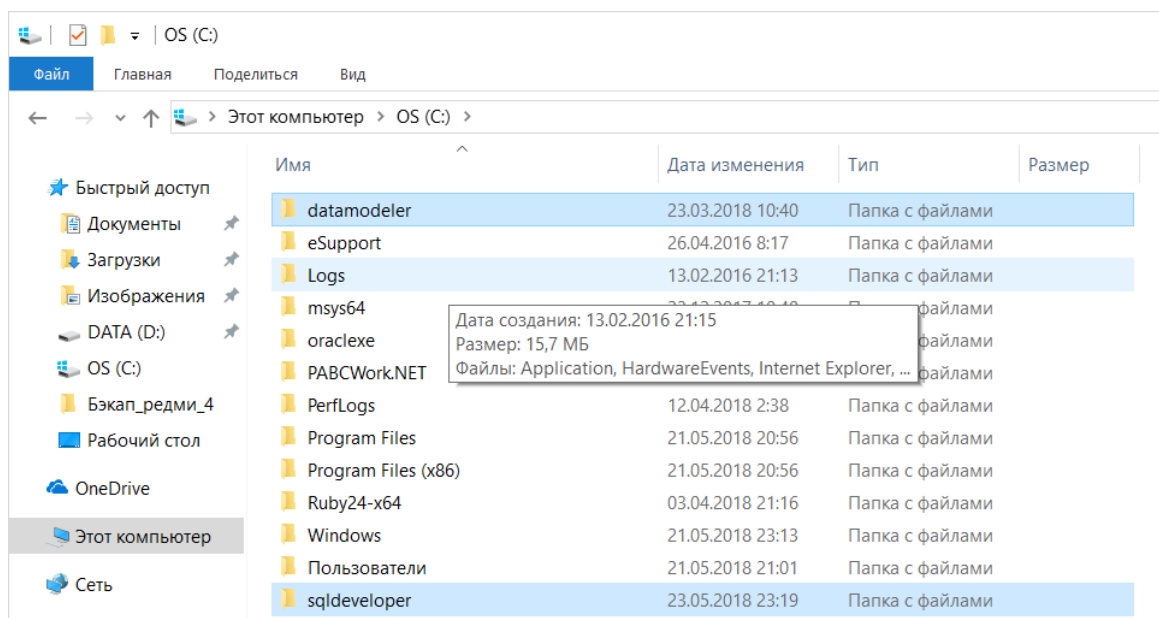 OS (C:)
Файл Главная Поделиться Вид
Этот компьютер > OS (C:) >
Имя Дата изменения Тип Размер
Быстрый доступ
Документы
Загрузки
Изображения
DATA (D:)
OS (C:)
Бэкап_редми_4
Рабочий стол
OneDrive
Этот компьютер
Сеть
datamodeler 23.03.2018 10:40 Папка с файлами
eSupport 26.04.2016 8:17 Папка с файлами
Logs 13.02.2016 21:13 Папка с файлами
msys64 файлами
oraclexe файлами
PABCWork.NET файлами
Дата создания: 13.02.2016 21:15
Размер: 15,7 МБ
Файлы: Application, HardwareEvents, Internet Explorer, ...
PerfLogs 12.04.2018 2:38 Папка с файлами
Program Files 21.05.2018 20:56 Папка с файлами
Program Files (x86) 21.05.2018 20:56 Папка с файлами
Ruby24-x64 03.04.2018 21:16 Папка с файлами
Windows 21.05.2018 23:13 Папка с файлами
Пользователи 21.05.2018 21:01 Папка с файлами
sqldeveloper 23.05.2018 23:19 Папка с файлами